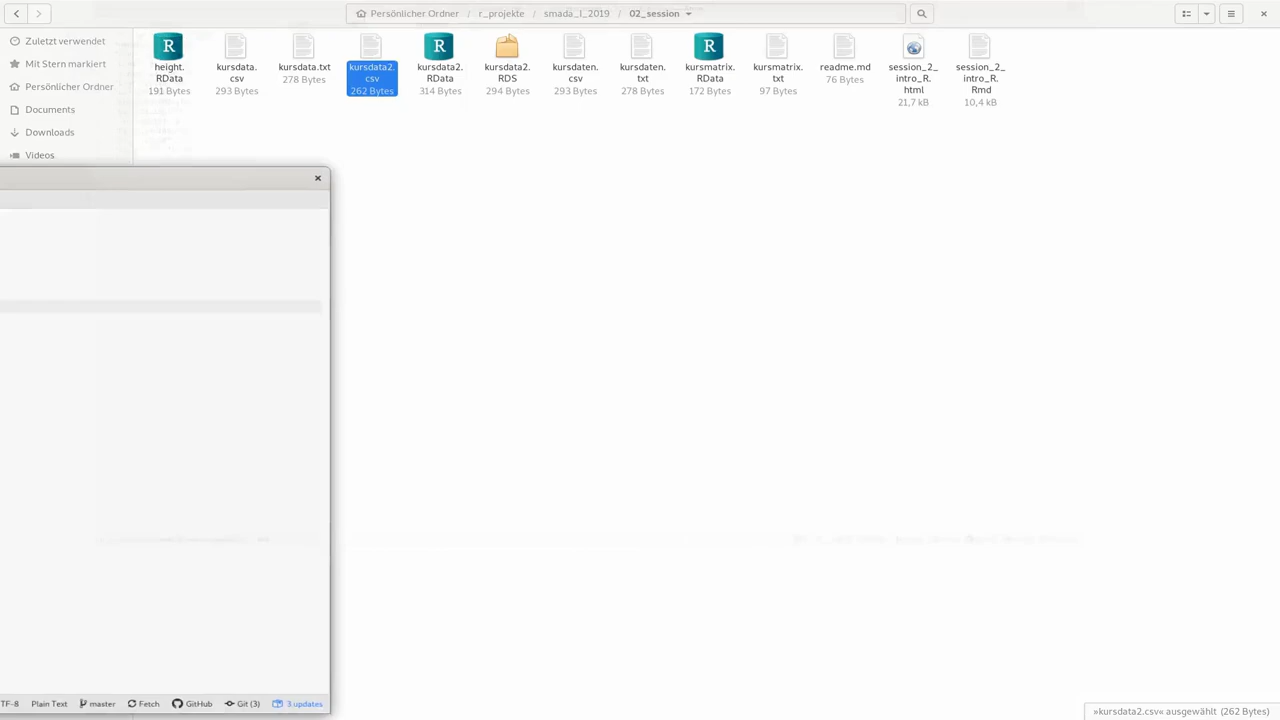 Persönlicher Ordner / r_projekte / smada_I_2019 / 02_session
Zuletzt verwendet
Mit Stern markiert
Persönlicher Ordner
Documents
Downloads
Videos
height.
RData
191 Bytes
kursdata.
csv
293 Bytes
kursdata.txt
278 Bytes
kursdata2.
csv
262 Bytes
kursdata2.
RData
314 Bytes
kursdata2.
RDS
294 Bytes
kursdaten.
csv
293 Bytes
kursdaten.
txt
278 Bytes
kursmatrix.
RData
172 Bytes
kursmatrix.
txt
97 Bytes
readme.md
76 Bytes
session_2_
intro_R.
html
21,7 kB
session_2_
intro_R.
Rmd
10,4 kB
TF-8 Plain Text master Fetch GitHub Git (3) 3 updates
»kursdata2.csv« ausgewählt (262 Bytes)